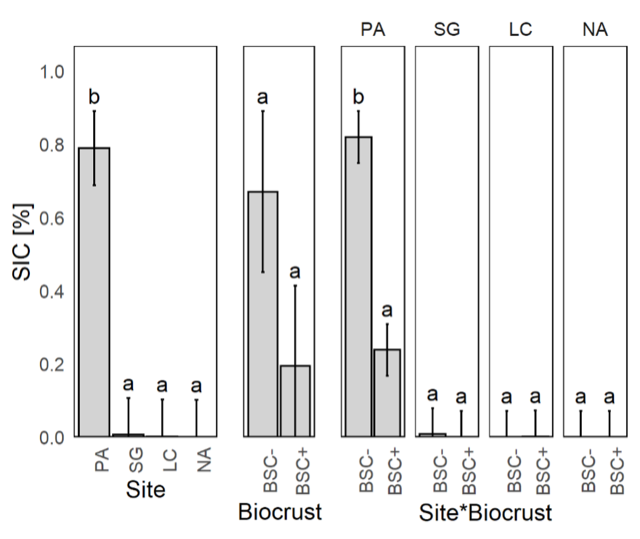 PA SG LC NA
1.0
0.8
0.6
0.4
0.2
0.0
SIC [%]
b a a a
a a
b a
a a
a a
a a
PA SG LC NA
BSC- BSC+
BSC- BSC+ BSC- BSC+ BSC- BSC+ BSC- BSC+
Site
Biocrust
Site*Biocrust